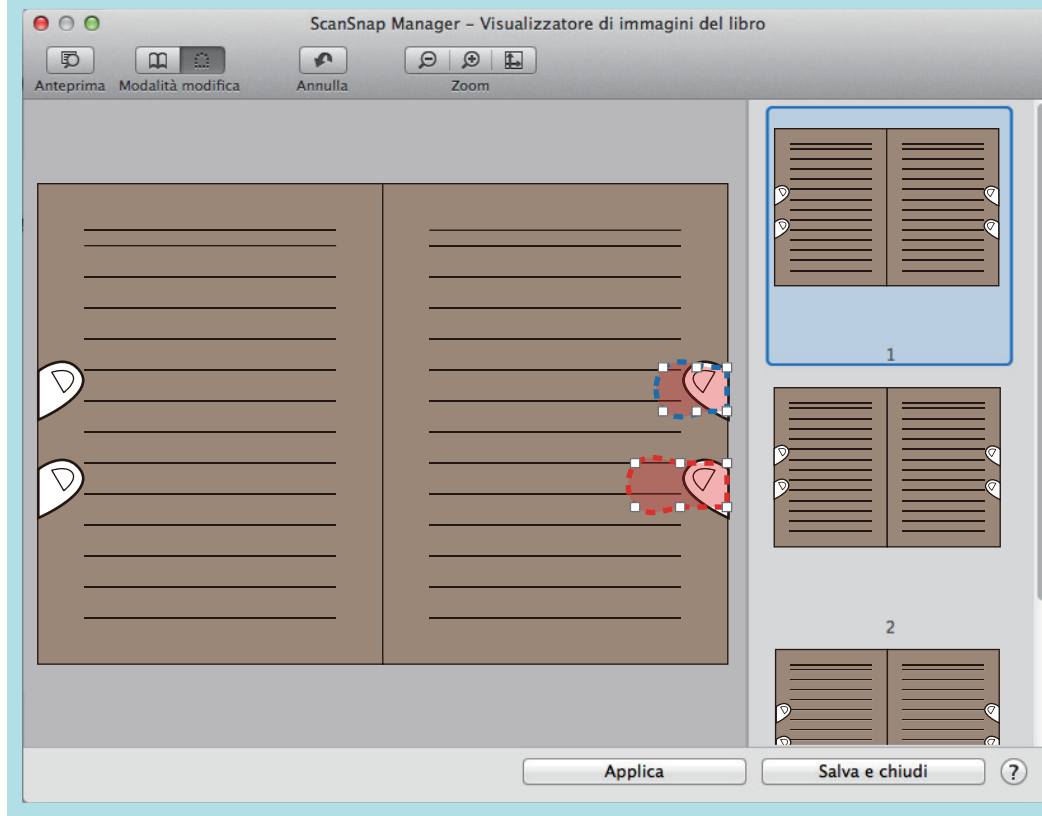 ScanSnap Manager – Visualizzatore di immagini del libro
Anteprima Modalità modifica Annulla Zoom
1
2
Applica Salva e chiudi ?